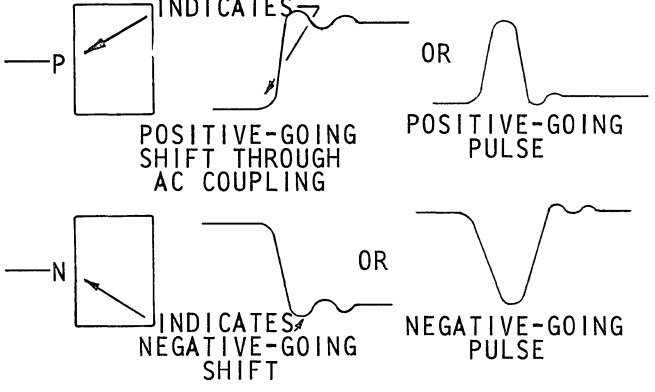 INDICATES
P
OR
POSITIVE-GOING
SHIFT THROUGH
AC COUPLING
POSITIVE-GOING
PULSE
N
OR
INDICATES
NEGATIVE-GOING
SHIFT
NEGATIVE-GOING
PULSE